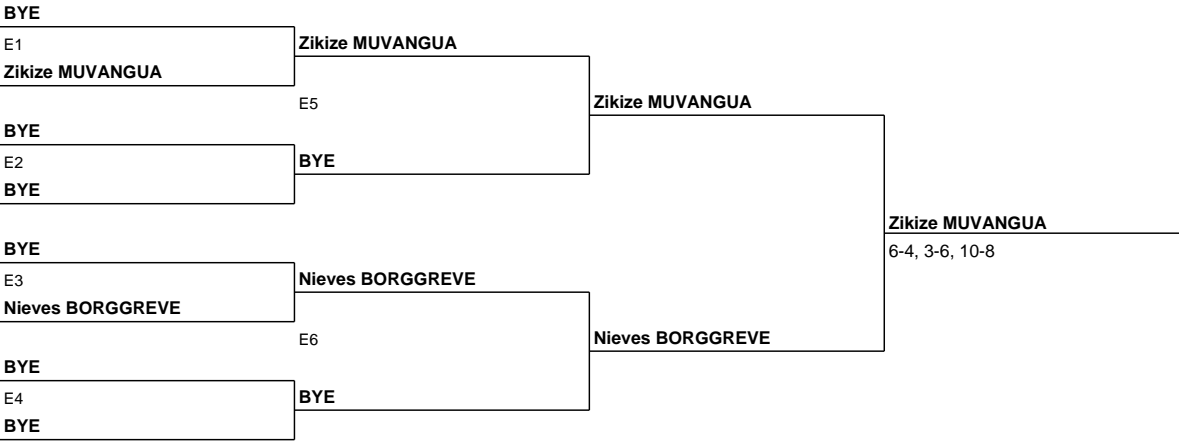 BYE
E1
Zikize MUVANGUA
Zikize MUVANGUA
E5
Zikize MUVANGUA
BYE
E2
BYE
BYE
Zikize MUVANGUA
6-4, 3-6, 10-8
BYE
E3
Nieves BORGGREVE
Nieves BORGGREVE
E6
Nieves BORGGREVE
BYE
E4
BYE
BYE